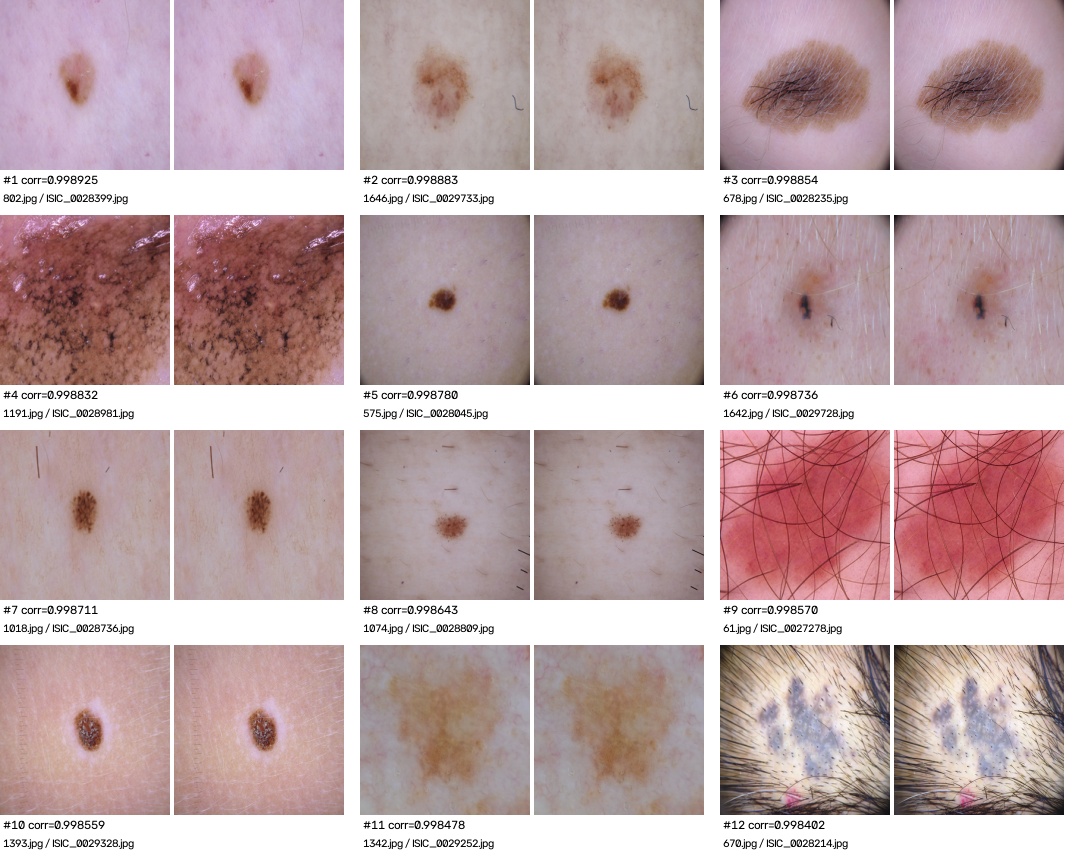 #1 corr=0.998925
802.jpg / ISIC_0028399.jpg
#2 corr=0.998883
1646.jpg / ISIC_0029733.jpg
#3 corr=0.998854
678.jpg / ISIC_0028235.jpg
#4 corr=0.998832
1191.jpg / ISIC_0028981.jpg
#5 corr=0.998780
575.jpg / ISIC_0028045.jpg
#6 corr=0.998736
1642.jpg / ISIC_0029728.jpg
#7 corr=0.998711
1018.jpg / ISIC_0028736.jpg
#8 corr=0.998643
1074.jpg / ISIC_0028809.jpg
#9 corr=0.998570
61.jpg / ISIC_0027278.jpg
#10 corr=0.998559
1393.jpg / ISIC_0029328.jpg
#11 corr=0.998478
1342.jpg / ISIC_0029252.jpg
#12 corr=0.998402
670.jpg / ISIC_0028214.jpg